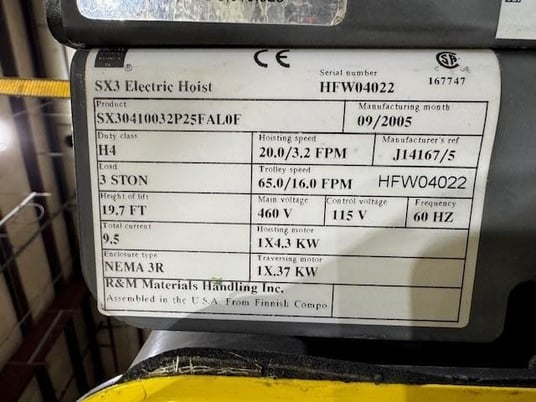 CE
SA
167747
SX3 Electric Hoist
Serial number
HFW04022
Product
SX30410032P25FAL0F
Manufacturing month
09/2005
Duty class
H4
Hoisting speed
20.0/3.2 FPM
Manufacturer's ref
J14167/5
Load
3 STON
Trolley speed
65.0/16.0 FPM
HFW04022
Height of lift
19.7 FT
Main voltage
460 V
Control voltage
115 V
Frequency
60 HZ
Total current
9.5
Hoisting motor
1X4.3 KW
Enclosure type
NEMA 3R
Traversing motor
1X.37 KW
R&M Materials Handling Inc.
Assembled in the U.S.A. From Finnish Compo